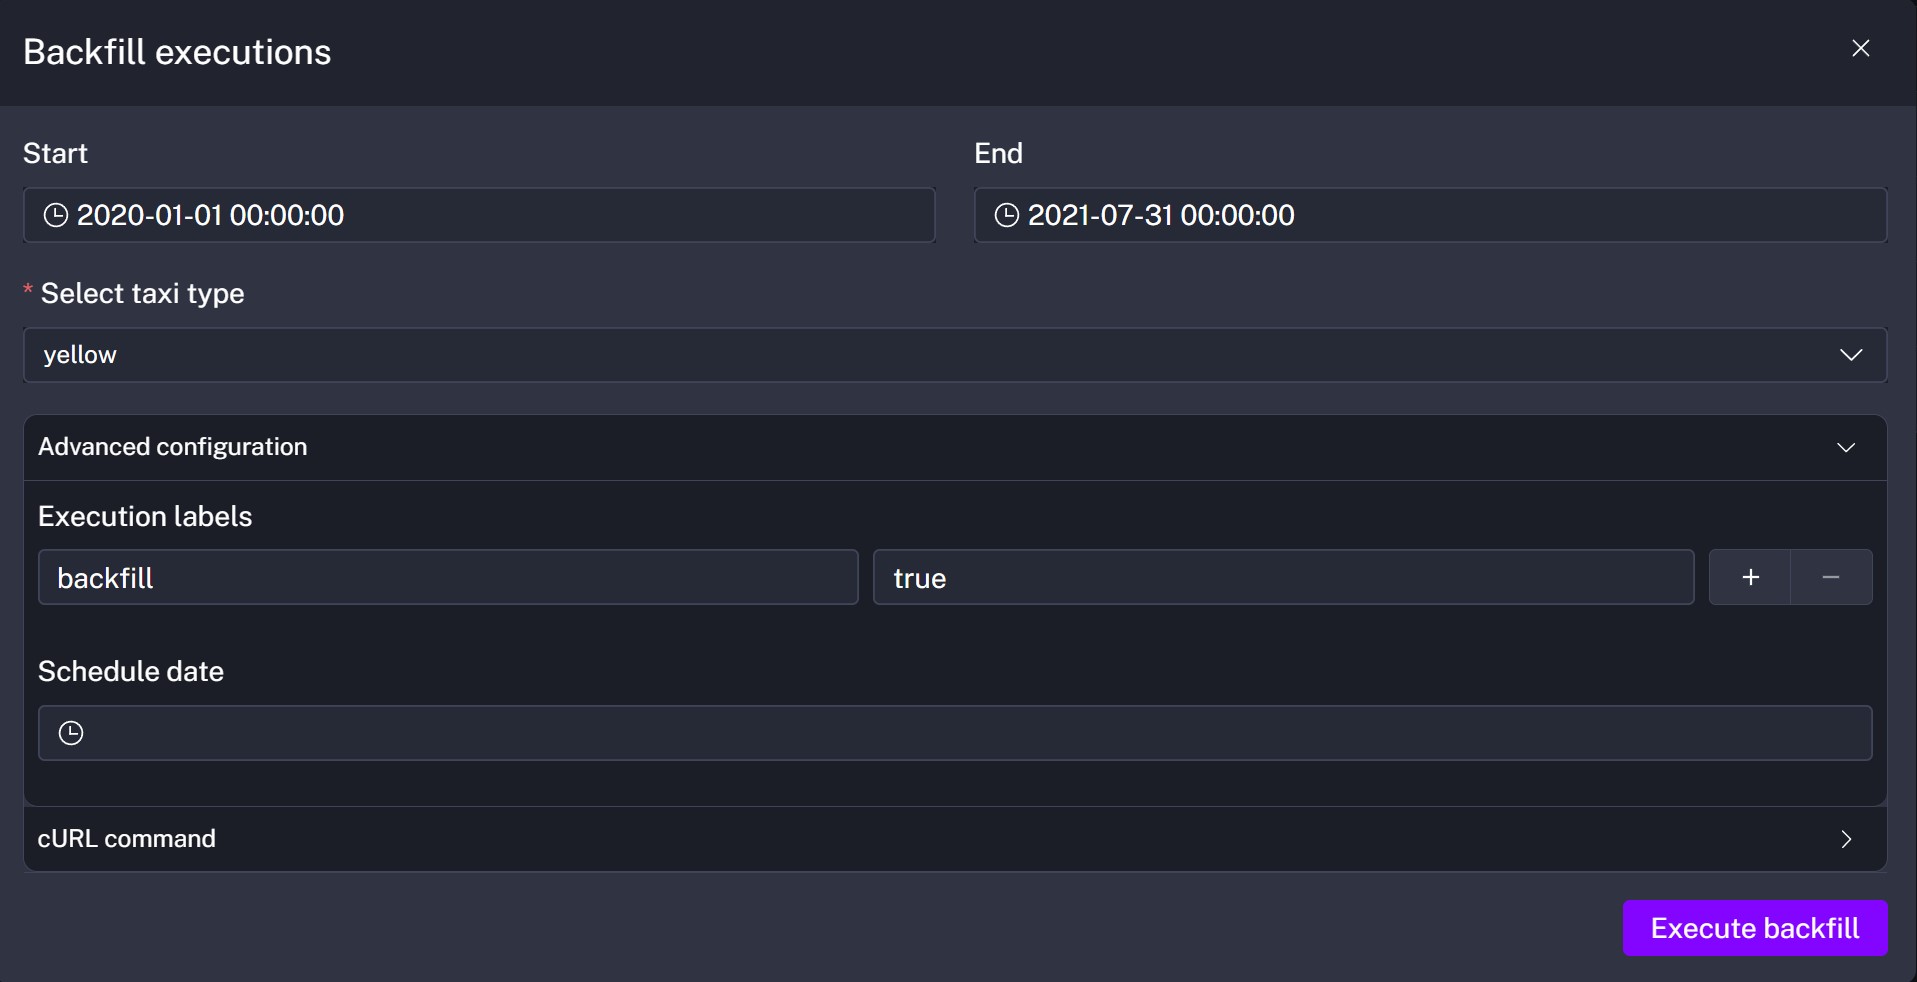 Backfill executions
Start
End
2020-01-01 00:00:00
2021-07-31 00:00:00
* Select taxi type
yellow
Advanced configuration
Execution labels
backfill
true
Schedule date
cURL command
Execute backfill